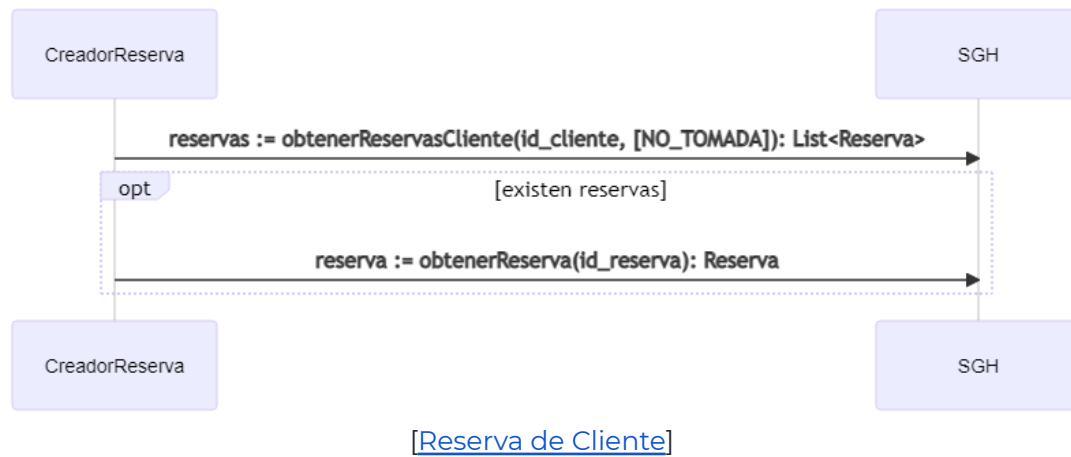 CreadorReserva
SGH
reservas := obtenerReservasCliente(id_cliente, [NO_TOMADA]): List<Reserva>
opt
[existen reservas]
reserva := obtenerReserva(id_reserva): Reserva
CreadorReserva
SGH
[Reserva de Cliente]